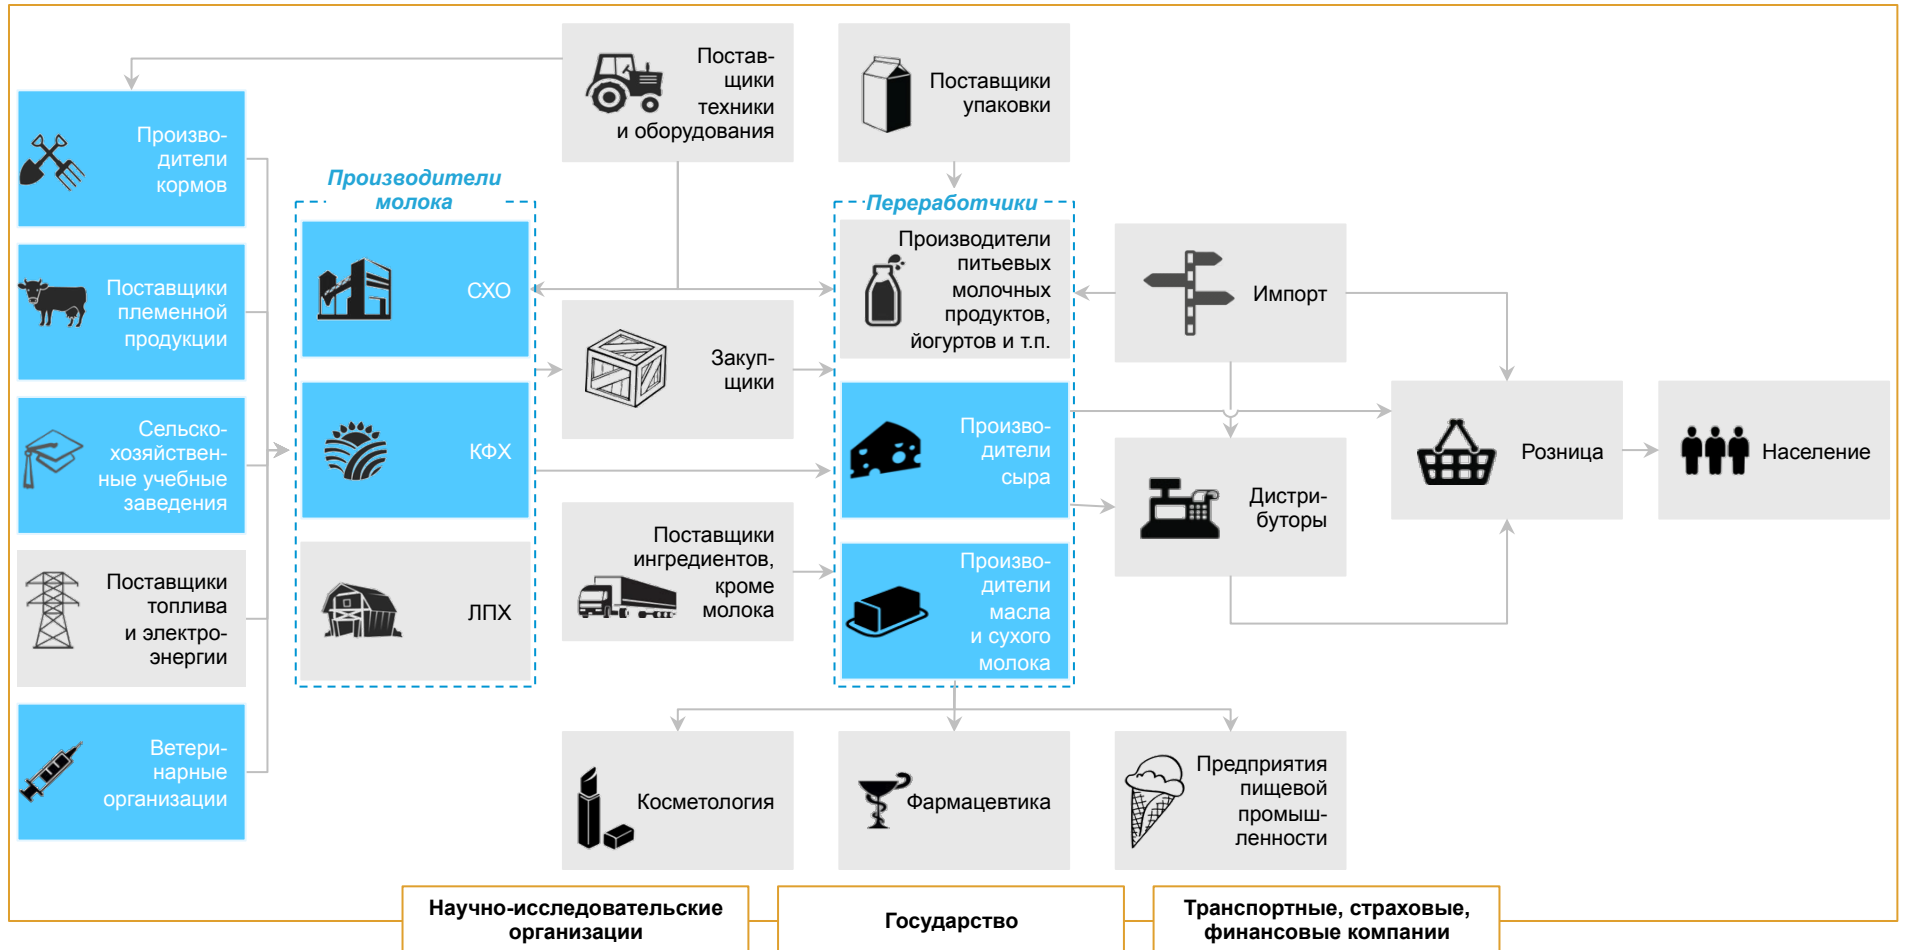 Постав-
щики
техники
и оборудования
Поставщики
упаковки
Произво-
дители
кормов
Поставщики
племенной
продукции
Сельско-
хозяйствен-
ные учебные
заведения
Поставщики
топлива
и электро-
энергии
Ветери-
нарные
организации
Производители
молока
СХО
КФХ
ЛПХ
Закуп-
щики
Поставщики
ингредиентов,
кроме
молока
Переработчики
Производители
питьевых
молочных
продуктов,
йогуртов и т.п.
Произво-
дители
сыра
Произво-
дители
масла
и сухого
молока
Импорт
Дистри-
буторы
Розница
Население
Косметология
Фармацевтика
Предприятия
пищевой
промыш-
ленности
Научно-исследовательские
организации
Государство
Транспортные, страховые,
финансовые компании